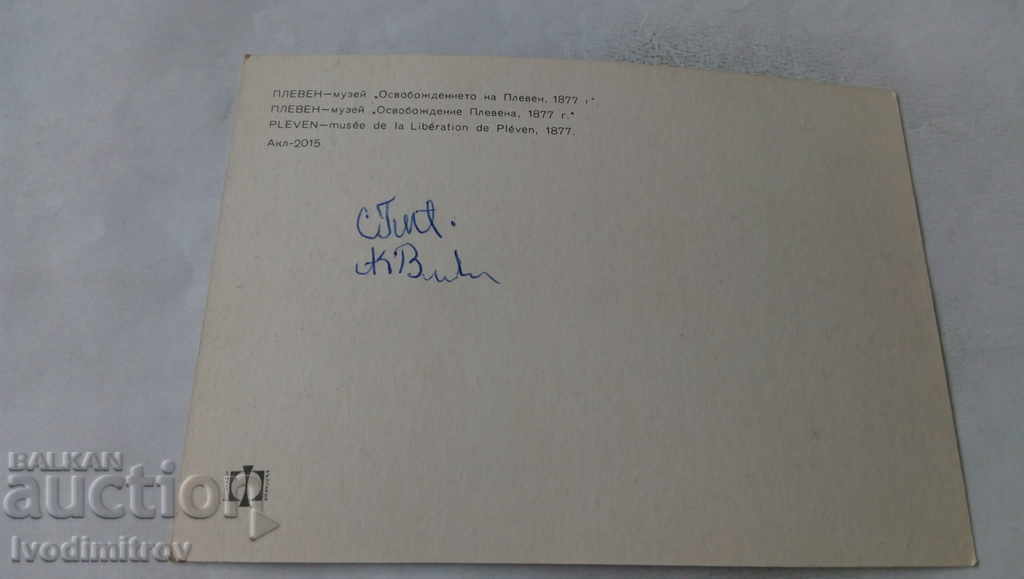 ПЛЕВЕН—музей „Освобождението на Плевен, 1877 г."
ПЛЕВЕН—музей „Освобождение Плевена, 1877 г."
PLEVEN—musée de la Libération de Pléven, 1877.
Акл-2015
BALKAN
auction
Ivodimitrov